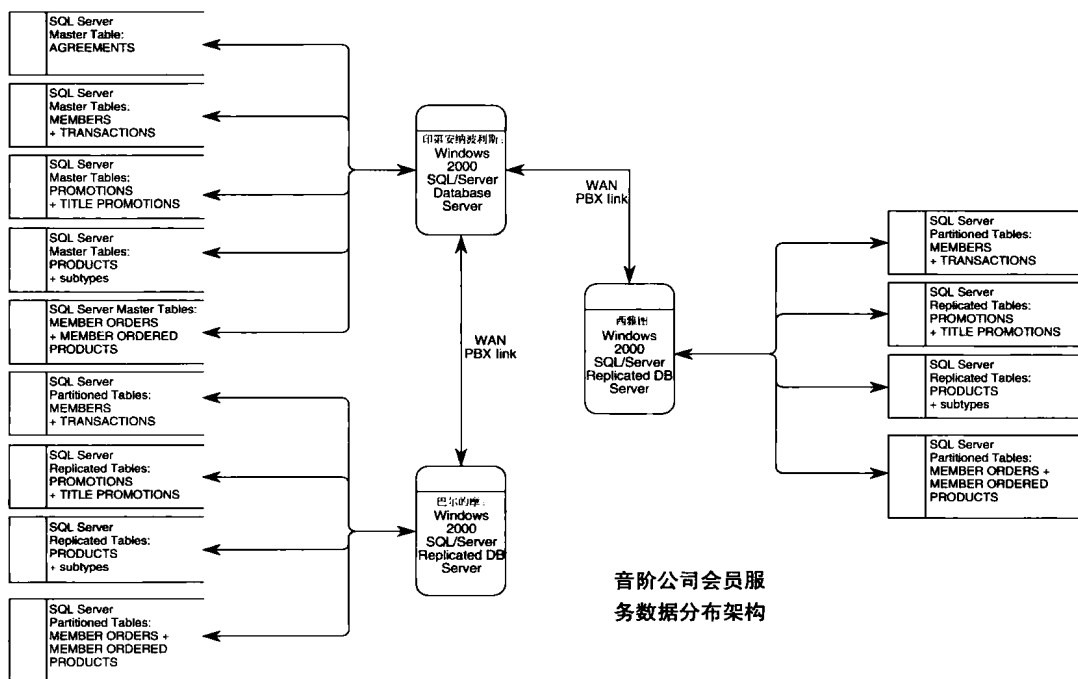 SQL Server
Master Table:
AGREEMENTS
SQL Server
Master Tables:
MEMBERS
+ TRANSACTIONS
SQL Server
Master Tables:
PROMOTIONS
+ TITLE PROMOTIONS
SQL Server
Master Tables:
PRODUCTS
+ subtypes
SQL Server Master Tables:
MEMBER ORDERS
+ MEMBER ORDERED
PRODUCTS
SQL Server
Partitioned Tables:
MEMBERS
+ TRANSACTIONS
SQL Server
Replicated Tables:
PROMOTIONS
+ TITLE PROMOTIONS
SQL Server
Replicated Tables:
PRODUCTS
+ subtypes
SQL Server
Partitioned Tables:
MEMBER ORDERS +
MEMBER ORDERED
PRODUCTS
印第安纳波利斯:
Windows
2000
SQL/Server
Database
Server
WAN
PBX link
WAN
PBX link
巴尔的摩:
Windows
2000
SQL/Server
Replicated DB
Server
西雅图
Windows
2000
SQL/Server
Replicated DB
Server
SQL Server
Partitioned Tables:
MEMBERS
+ TRANSACTIONS
SQL Server
Replicated Tables:
PROMOTIONS
+ TITLE PROMOTIONS
SQL Server
Replicated Tables:
PRODUCTS
+ subtypes
SQL Server
Partitioned Tables:
MEMBER ORDERS +
MEMBER ORDERED
PRODUCTS
音阶公司会员服
务数据分布架构